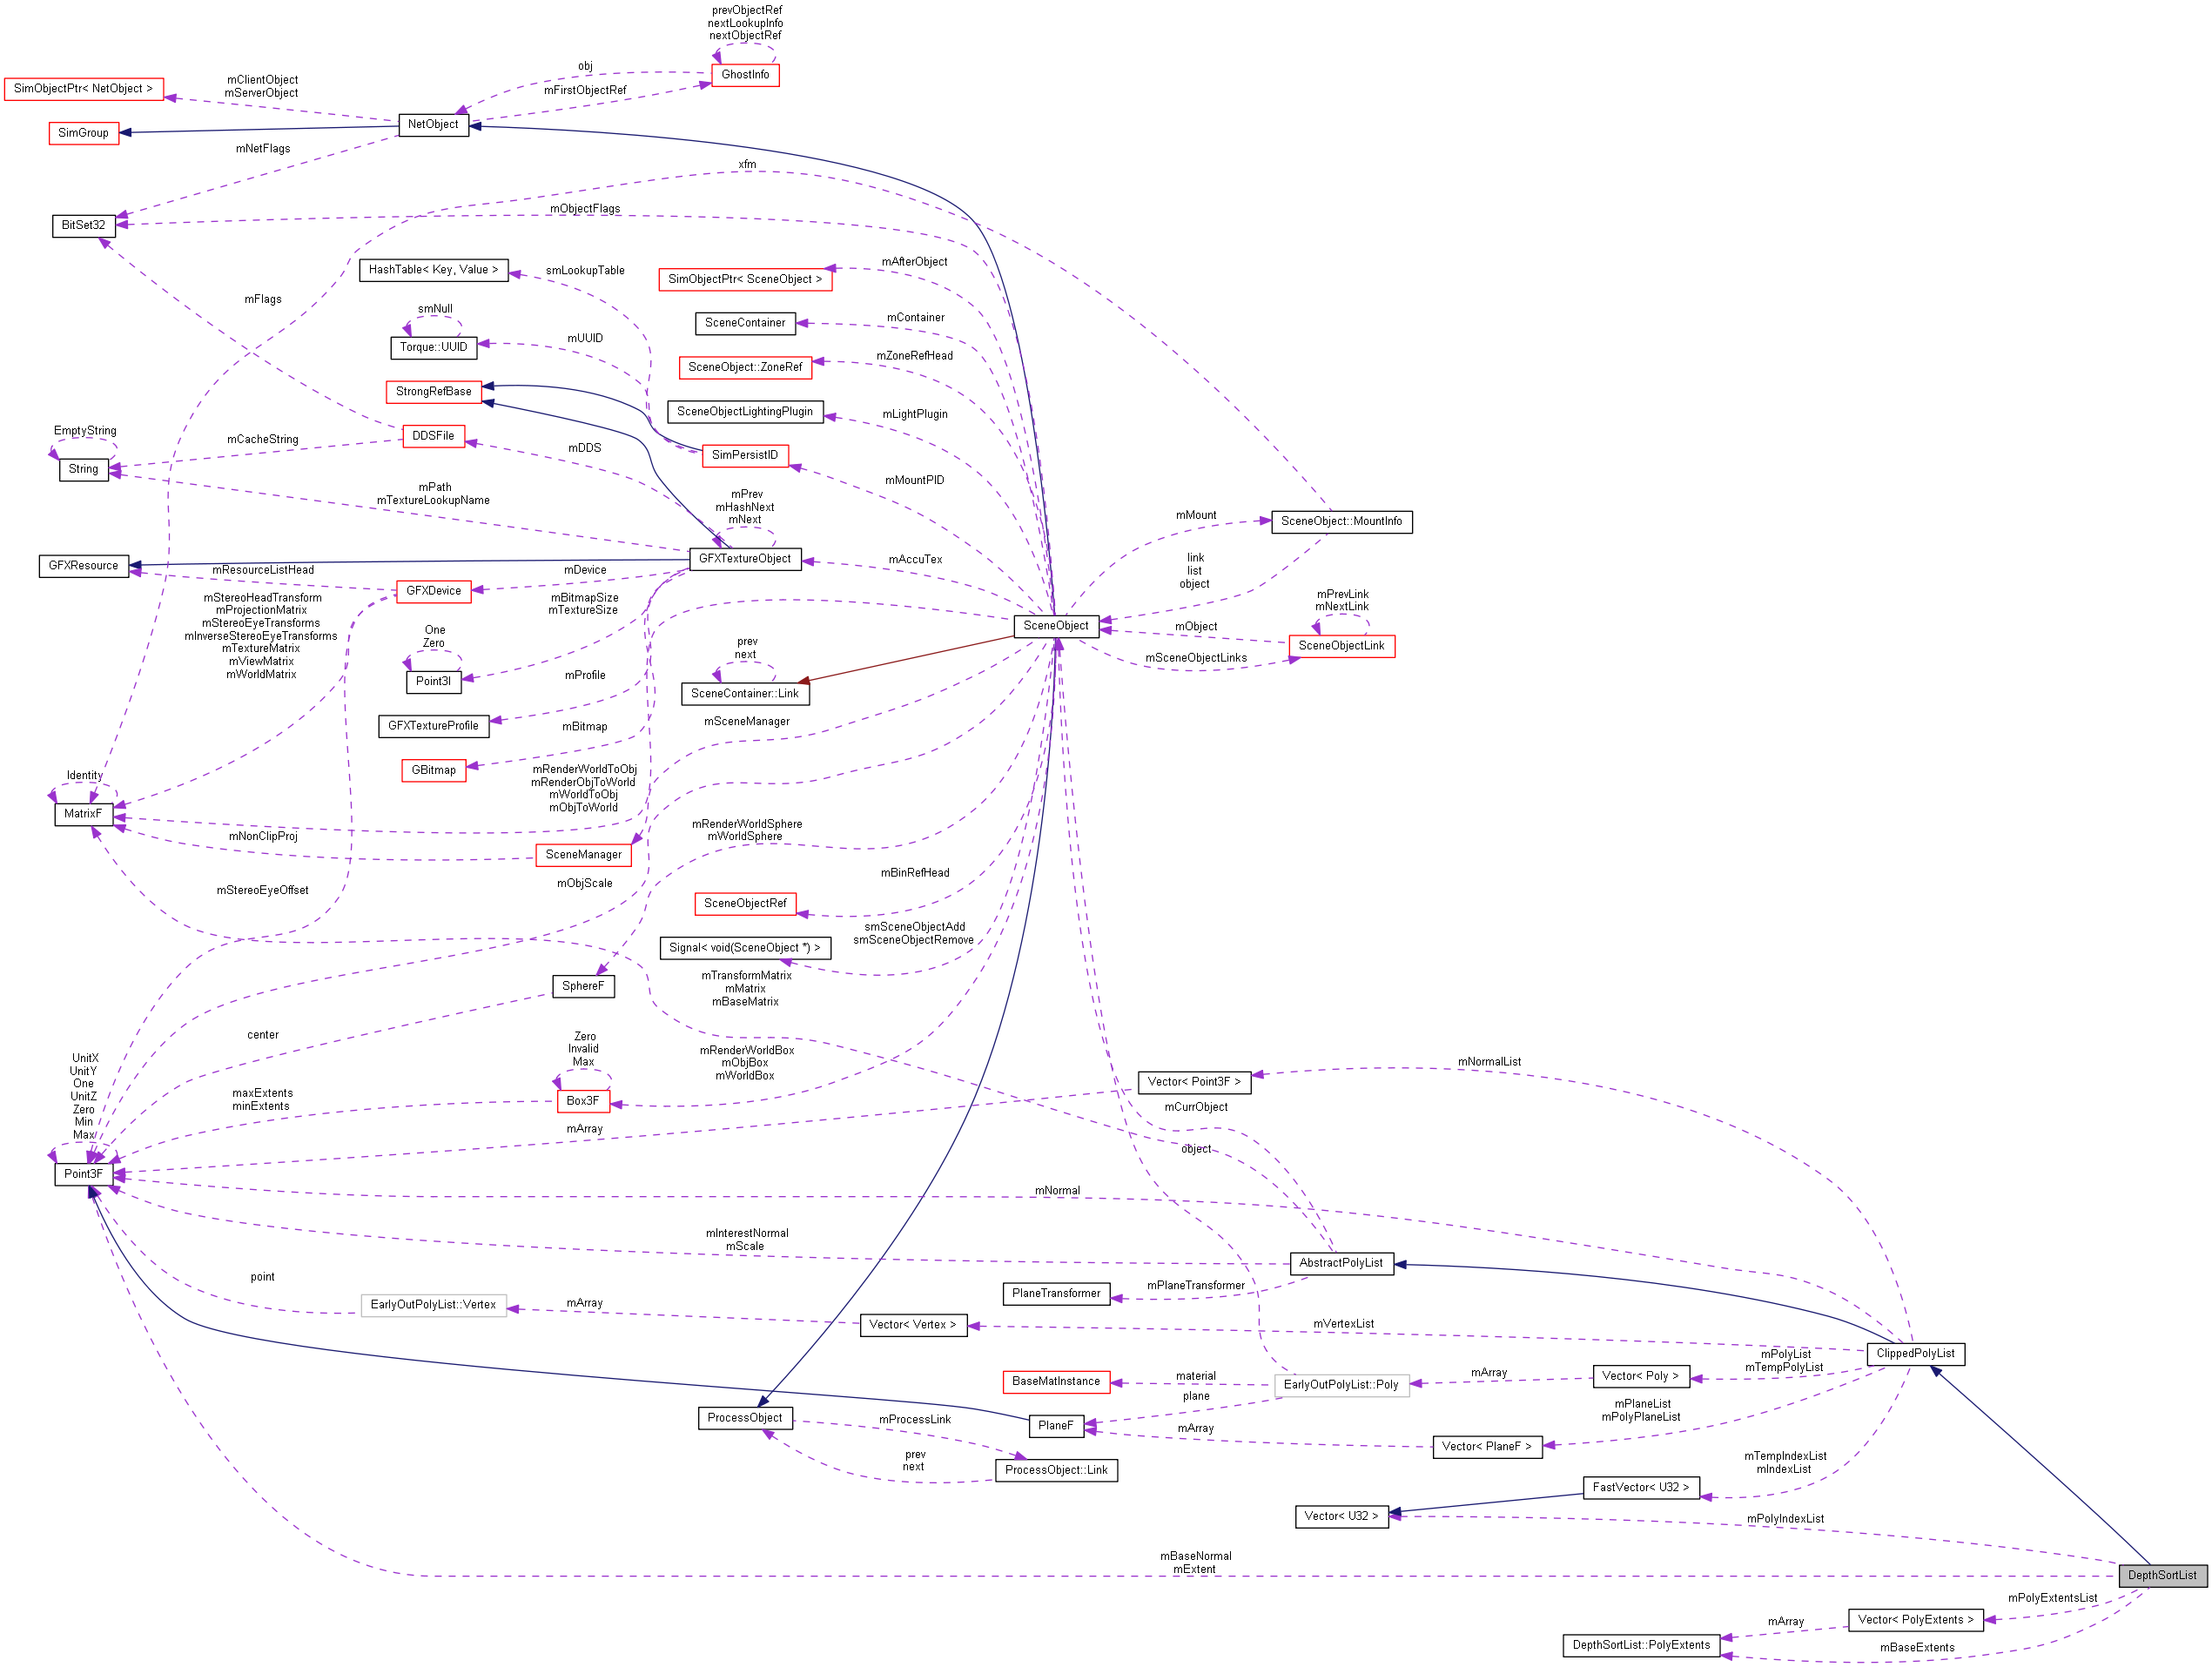 prevObjectRef
nextLookupInfo
nextObjectRef
GhostInfo
obj
mFirstObjectRef
SimObjectPtr< NetObject >
mClientObject
mServerObject
NetObject
SimGroup
mNetFlags
xfm
BitSet32
mObjectFlags
HashTable< Key, Value >
smLookupTable
SimObjectPtr< SceneObject >
mAfterObject
mFlags
smNull
Torque::UUID
mUUID
SceneContainer
mContainer
SceneObject::ZoneRef
mZoneRefHead
StrongRefBase
SceneObjectLightingPlugin
mLightPlugin
EmptyString
String
mCacheString
DDSFile
mDDS
SimPersistID
mMountPID
mPath
mTextureLookupName
mPrev
mHashNext
mNext
GFXTextureObject
mAccuTex
mMount
SceneObject::MountInfo
link
list
object
GFXResource
mResourceListHead
GFXDevice
mDevice
mBitmapSize
mTextureSize
mStereoHeadTransform
mProjectionMatrix
mStereoEyeTransforms
mInverseStereoEyeTransforms
mTextureMatrix
mViewMatrix
mWorldMatrix
One
Zero
Point3I
SceneObject
mObject
mSceneObjectLinks
mPrevLink
mNextLink
SceneObjectLink
prev
next
SceneContainer::Link
mProfile
GFXTextureProfile
mBitmap
GBitmap
mSceneManager
Identity
MatrixF
mRenderWorldToObj
mRenderObjToWorld
mWorldToObj
mObjToWorld
mNonClipProj
SceneManager
mRenderWorldSphere
mWorldSphere
mStereoEyeOffset
mObjScale
SceneObjectRef
mBinRefHead
Signal< void(SceneObject *) >
smSceneObjectAdd
smSceneObjectRemove
SphereF
mTransformMatrix
mMatrix
mBaseMatrix
center
Zero
Invalid
Max
Box3F
mRenderWorldBox
mObjBox
mWorldBox
maxExtents
minExtents
UnitX
UnitY
One
UnitZ
Zero
Min
Max
Point3F
mArray
Vector< Point3F >
mNormalList
mCurrObject
object
mNormal
mInterestNormal
mScale
AbstractPolyList
PlaneTransformer
mPlaneTransformer
point
EarlyOutPolyList::Vertex
mArray
Vector< Vertex >
mVertexList
ClippedPolyList
mPolyList
mTempPolyList
BaseMatInstance
material
EarlyOutPolyList::Poly
mArray
Vector< Poly >
plane
PlaneF
mArray
Vector< PlaneF >
mPlaneList
mPolyPlaneList
ProcessObject
mProcessLink
prev
next
ProcessObject::Link
mTempIndexList
mIndexList
FastVector< U32 >
Vector< U32 >
mPolyIndexList
mBaseNormal
mExtent
DepthSortList
mPolyExtentsList
Vector< PolyExtents >
mArray
DepthSortList::PolyExtents
mBaseExtents